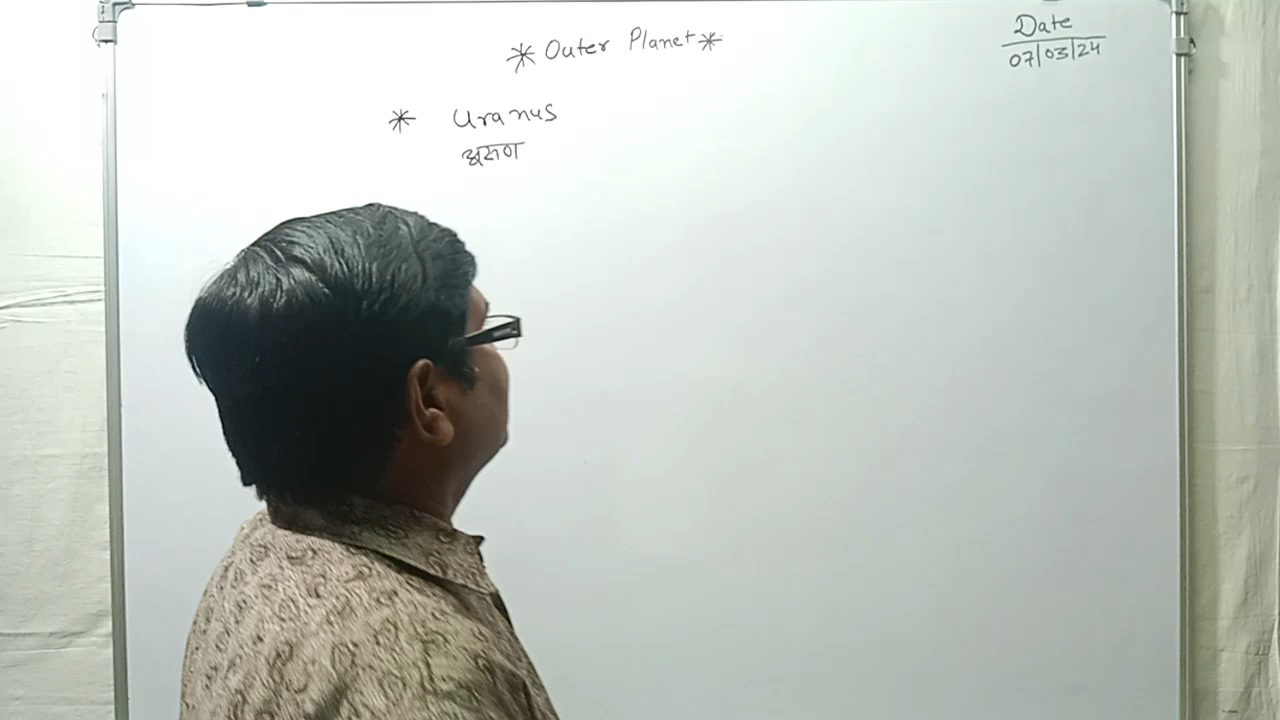 * Outer Planet *
Date
07/03/24
* Uranus
अरुण